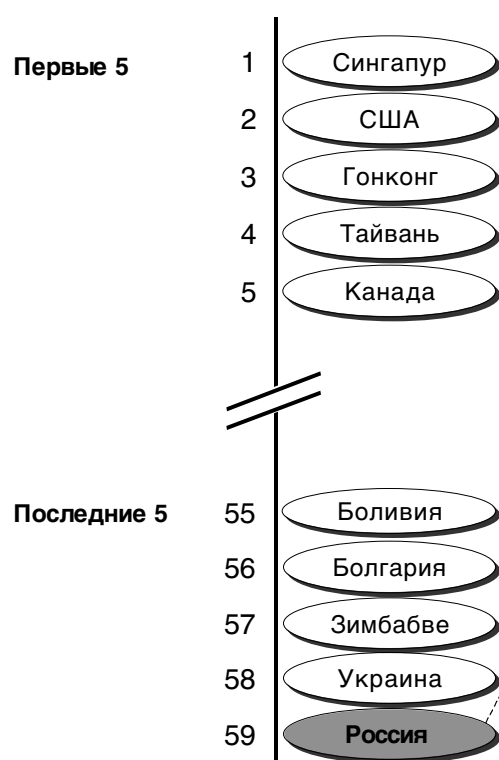 Первые 5 1 Сингапур
2 США
3 Гонконг
4 Тайвань
5 Канада
Последние 5 55 Боливия
56 Болгария
57 Зимбабве
58 Украина
59 Россия